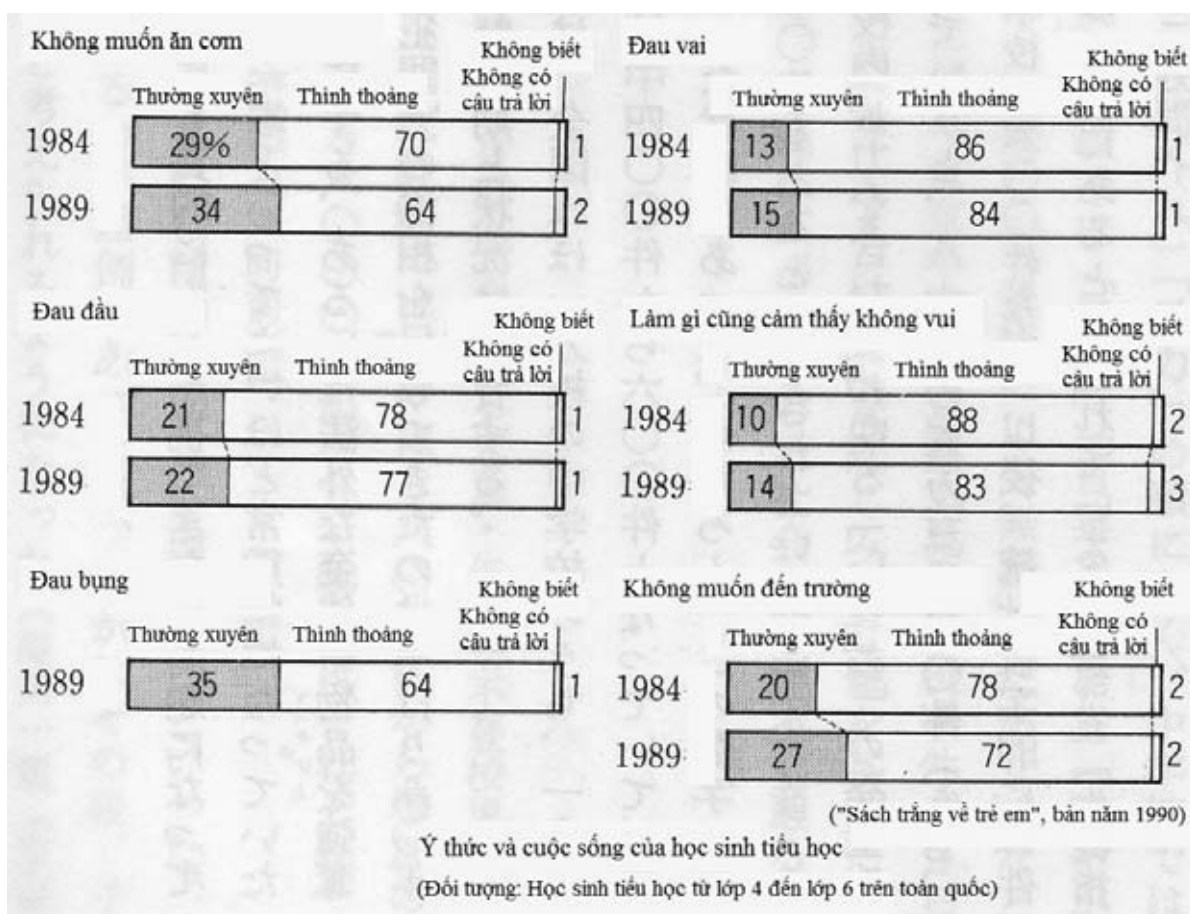 Không muốn ăn cơm
Không biết
Không có
câu trả lời
Thường xuyên Thỉnh thoảng
1984 29% 70 1
1989 34 64 2
Đau vai
Không biết
Không có
câu trả lời
Thường xuyên Thỉnh thoảng
1984 13 86 1
1989 15 84 1
Đau đầu
Không biết
Không có
câu trả lời
Thường xuyên Thỉnh thoảng
1984 21 78 1
1989 22 77 1
Làm gì cũng cảm thấy không vui
Không biết
Không có
câu trả lời
Thường xuyên Thỉnh thoảng
1984 10 88 2
1989 14 83 3
Đau bụng
Không biết
Không có
câu trả lời
Thường xuyên Thỉnh thoảng
1989 35 64 1
Không muốn đến trường
Không biết
Không có
câu trả lời
Thường xuyên Thỉnh thoảng
1984 20 78 2
1989 27 72 2
("Sách trắng về trẻ em", bản năm 1990)
Ý thức và cuộc sống của học sinh tiểu học
(Đối tượng: Học sinh tiểu học từ lớp 4 đến lớp 6 trên toàn quốc)